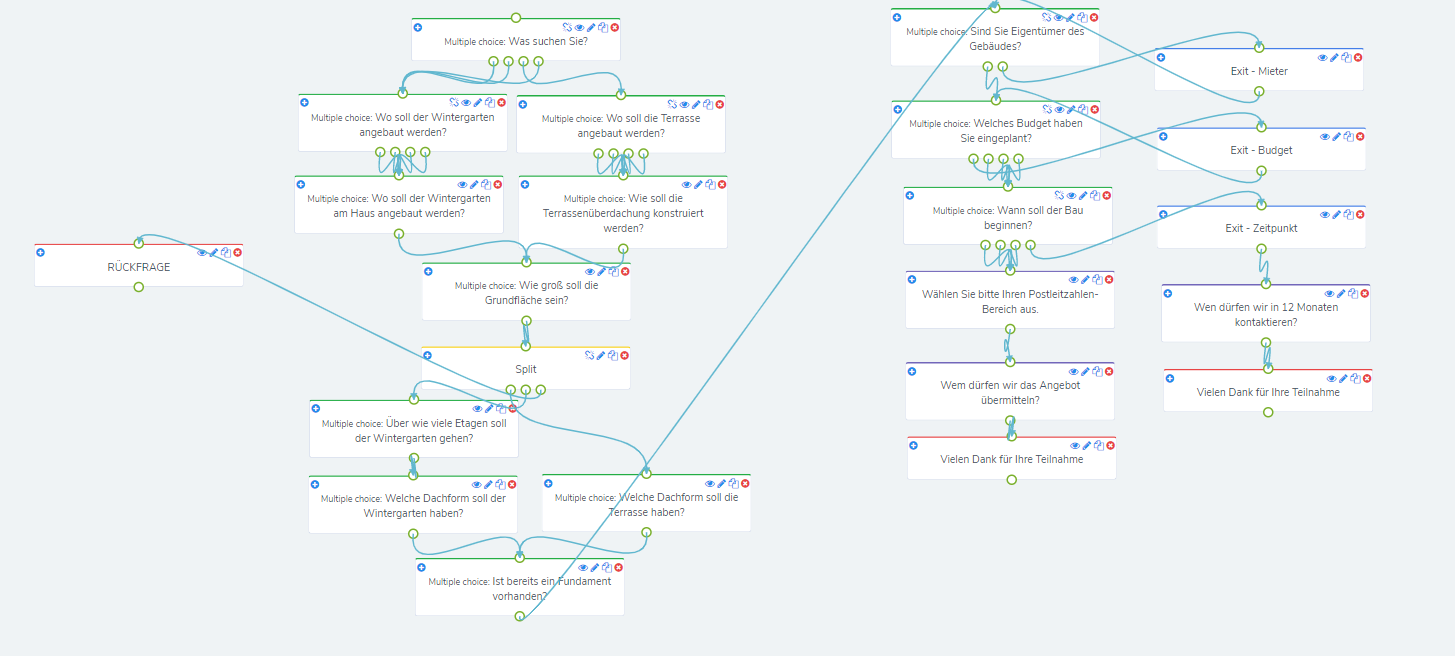 Multiple choice: Was suchen Sie?
Multiple choice: Wo soll der Wintergarten
angebaut werden?
Multiple choice: Wo soll die Terrasse
angebaut werden?
Multiple choice: Wo soll der Wintergarten
am Haus angebaut werden?
Multiple choice: Wie soll die
Terrassenüberdachung konstruiert
werden?
RÜCKFRAGE
Multiple choice: Wie groß soll die
Grundfläche sein?
Split
Multiple choice: Über wie viele Etagen soll
der Wintergarten gehen?
Multiple choice: Welche Dachform soll der
Wintergarten haben?
Multiple choice: Welche Dachform soll die
Terrasse haben?
Multiple choice: Ist bereits ein Fundament
vorhanden?
Multiple choice: Sind Sie Eigentümer des
Gebäudes?
Exit - Mieter
Multiple choice: Welches Budget haben
Sie eingeplant?
Exit - Budget
Multiple choice: Wann soll der Bau
beginnen?
Exit - Zeitpunkt
Wählen Sie bitte Ihren Postleitzahlen-
Bereich aus.
Wen dürfen wir in 12 Monaten
kontaktieren?
Wem dürfen wir das Angebot
übermitteln?
Vielen Dank für Ihre Teilnahme
Vielen Dank für Ihre Teilnahme